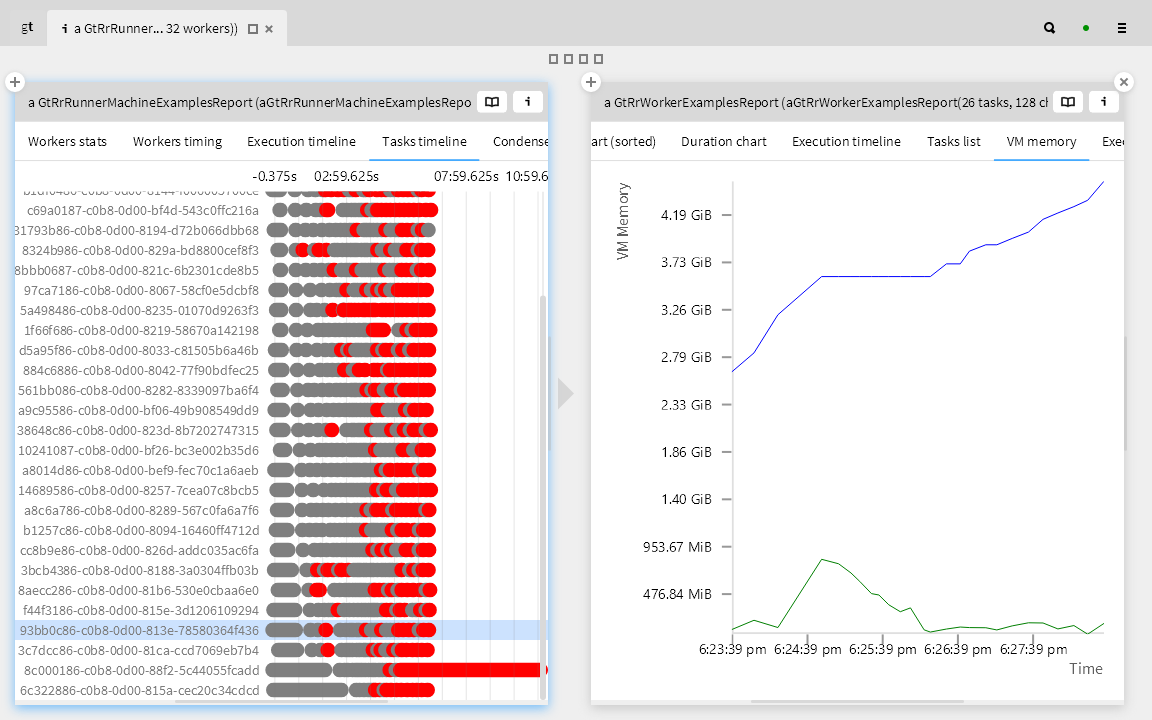 gt
i a GtRrRunner... 32 workers))
a GtRrRunnerMachineExamplesReport (aGtRrRunnerMachineExamplesRepo
i
Workers stats Workers timing Execution timeline Tasks timeline Condense
-0.375s 02:59.625s 07:59.625s 10:59.6
c69a0187-c0b8-0d00-bf4d-543c0ffc216a
31793b86-c0b8-0d00-8194-d72b066dbb68
8324b986-c0b8-0d00-829a-bd8800cef8f3
8bbb0687-c0b8-0d00-821c-6b2301cde8b5
97ca7186-c0b8-0d00-8067-58cf0e5dcbf8
5a498486-c0b8-0d00-8235-01070d9263f3
1f66f686-c0b8-0d00-8219-58670a142198
d5a95f86-c0b8-0d00-8033-c81505b6a46b
884c6886-c0b8-0d00-8042-77f90bdfec25
561bb086-c0b8-0d00-8282-8339097ba6f4
a9c95586-c0b8-0d00-bf06-49b908549dd9
38648c86-c0b8-0d00-823d-8b7202747315
10241087-c0b8-0d00-bf26-bc3e002b35d6
a8014d86-c0b8-0d00-bef9-fec70c1a6aeb
14689586-c0b8-0d00-8257-7cea07c8bcb5
a8c6a786-c0b8-0d00-8289-567c0fa6a7f6
b1257c86-c0b8-0d00-8094-16460ff4712d
cc8b9e86-c0b8-0d00-826d-addc035ac6fa
3bcb4386-c0b8-0d00-8188-3a0304ffb03b
8aecc286-c0b8-0d00-81b6-530e0cbaa6e0
f44f3186-c0b8-0d00-815e-3d1206109294
93bb0c86-c0b8-0d00-813e-78580364f436
3c7dcc86-c0b8-0d00-81ca-ccd7069eb7b4
8c000186-c0b8-0d00-88f2-5c44055fcadd
6c322886-c0b8-0d00-815a-cec20c34cdcd
a GtRrWorkerExamplesReport (aGtRrWorkerExamplesReport(26 tasks, 128 cl
i
art (sorted) Duration chart Execution timeline Tasks list VM memory Exe
VM Memory
4.19 GiB
3.73 GiB
3.26 GiB
2.79 GiB
2.33 GiB
1.86 GiB
1.40 GiB
953.67 MiB
476.84 MiB
6:23:39 pm 6:24:39 pm 6:25:39 pm 6:26:39 pm 6:27:39 pm
Time